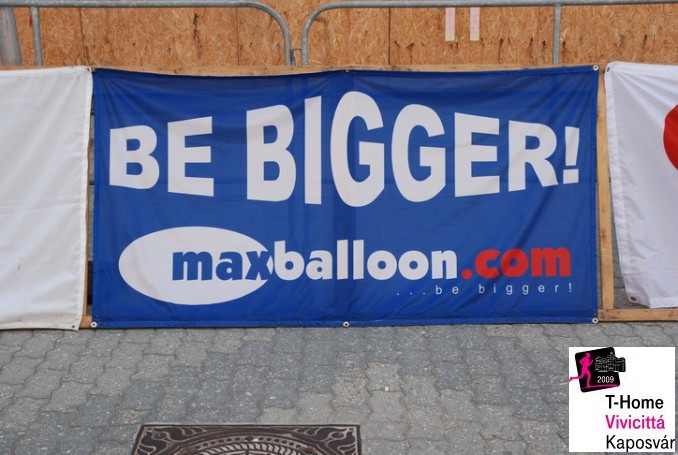 BE BIGGER!
maxballoon.com
...be bigger!
2009
T-Home
Vivicittá
Kaposvár